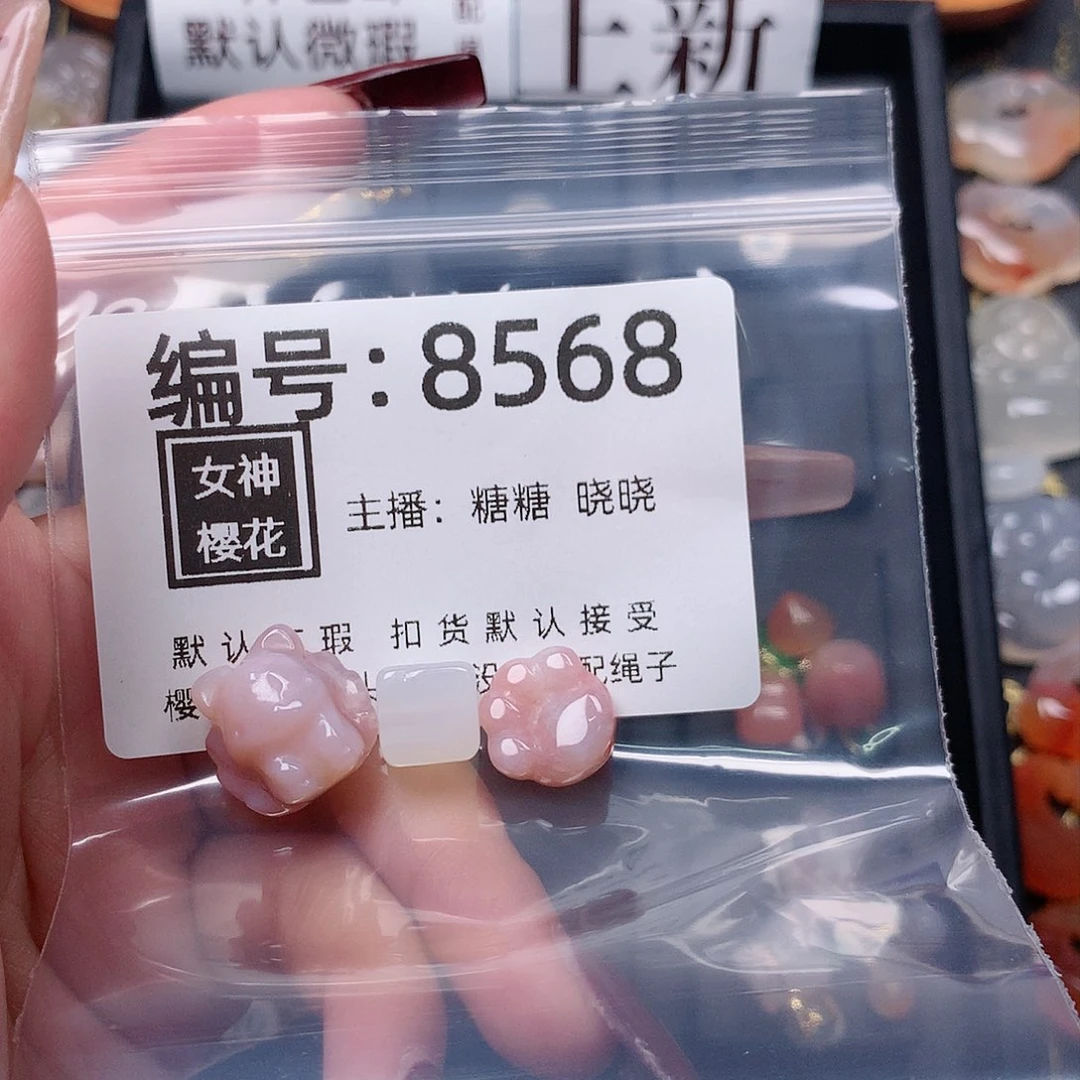 默认微瑕
上新
编号:8568
女神
樱花
主播: 糖糖 晓晓
默认 瑕 扣货默认接受
樱 没 配绳子